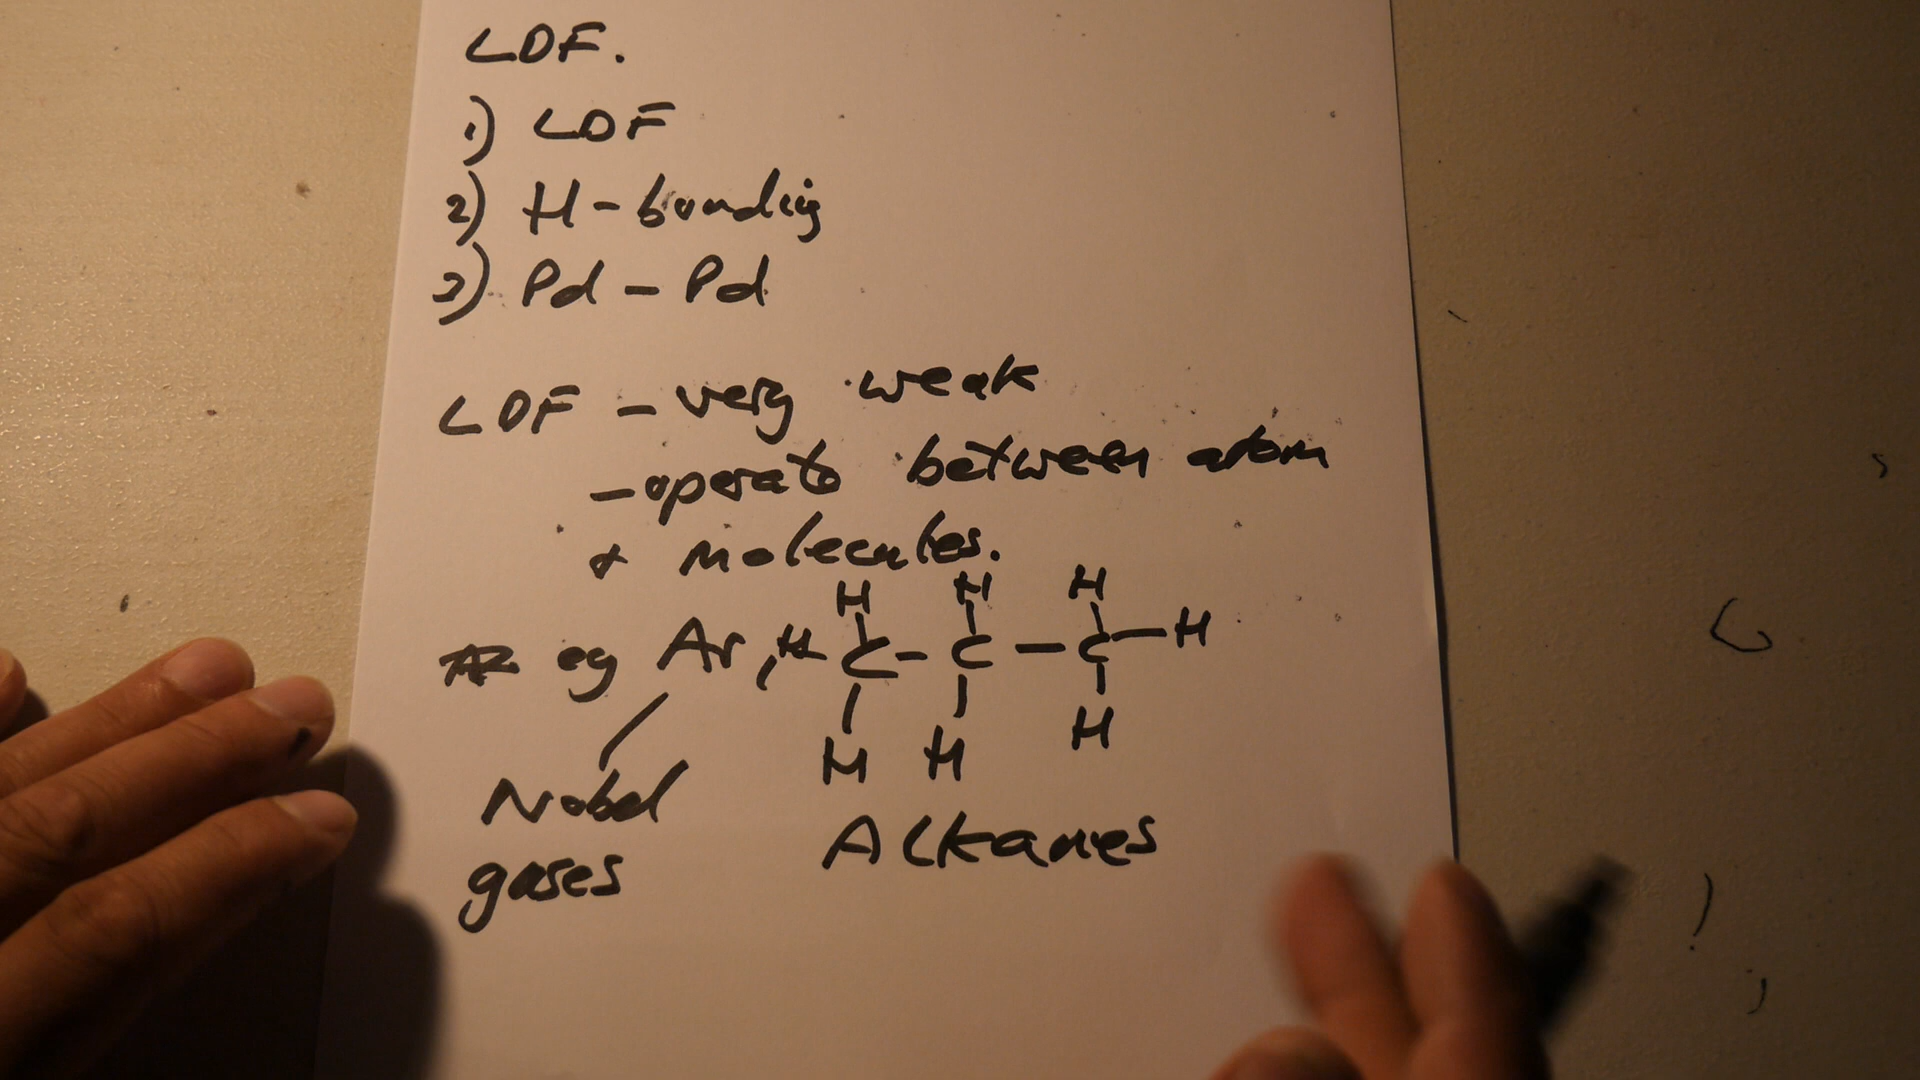 LDF.
1) LDF
2) H-bonding
3) Pd - Pd
LDF - very weak
- operate between atom
+ molecules.
H H H
eg Ar, H - C - C - C - H
H H H
Nobel
gases
Alkanes